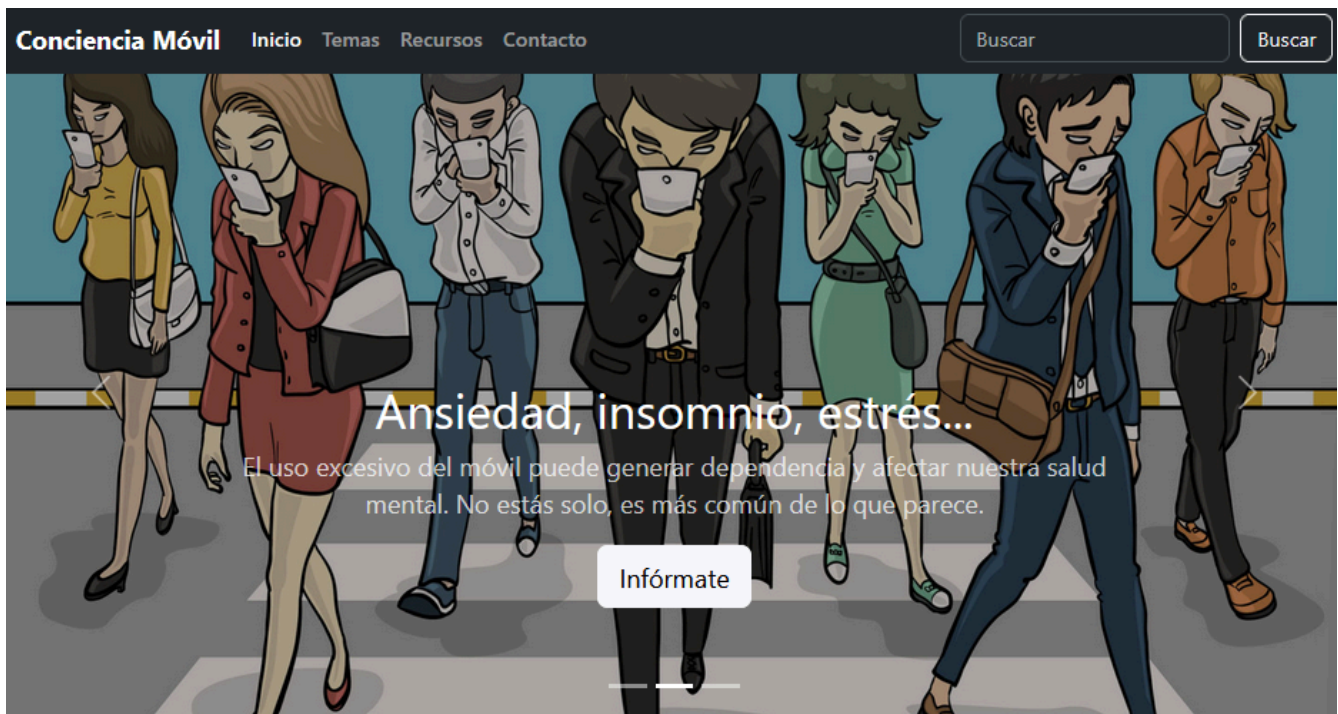 Conciencia Móvil Inicio Temas Recursos Contacto Buscar Buscar
Ansiedad, insomnio, estrés...
El uso excesivo del móvil puede generar dependencia y afectar nuestra salud
mental. No estás solo, es más común de lo que parece.
Infórmate